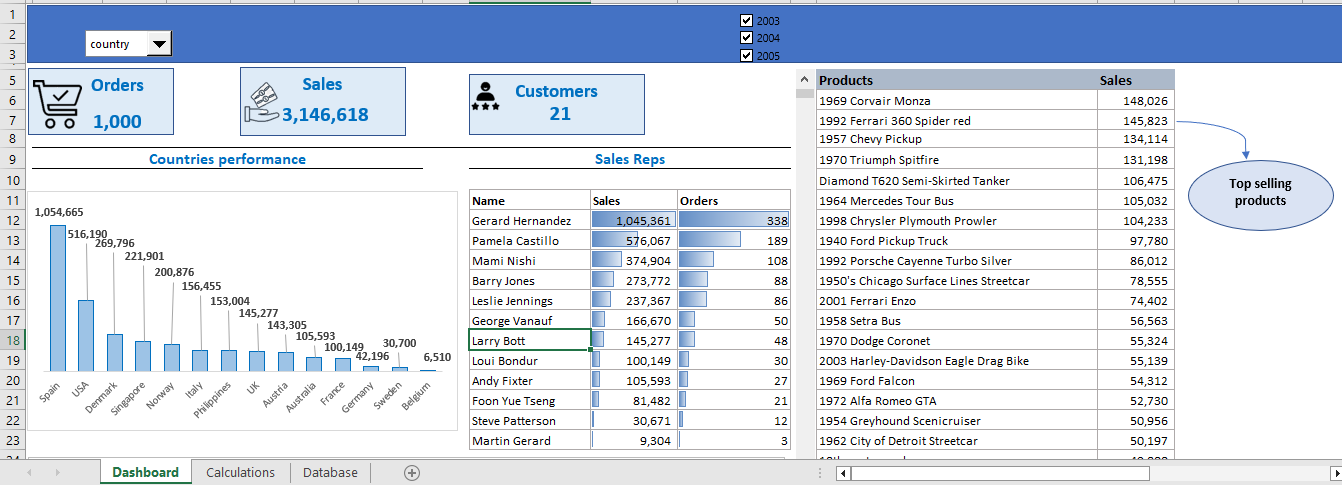 1
2003
2
country
2004
3
2005
5
Orders
Sales
Customers
Products Sales
6
1969 Corvair Monza 148,026
7
1,000
3,146,618
21
1992 Ferrari 360 Spider red 145,823
8
1957 Chevy Pickup 134,114
9
Countries performance
Sales Reps
1970 Triumph Spitfire 131,198
10
Diamond T620 Semi-Skirted Tanker 106,475
Top selling
products
11
Name Sales Orders
1964 Mercedes Tour Bus 105,032
12
Gerard Hernandez 1,045,361 338
1998 Chrysler Plymouth Prowler 104,233
13
Pamela Castillo 576,067 189
1940 Ford Pickup Truck 97,780
14
Mami Nishi 374,904 108
1992 Porsche Cayenne Turbo Silver 86,012
15
Barry Jones 273,772 88
1950's Chicago Surface Lines Streetcar 78,555
16
Leslie Jennings 237,367 86
2001 Ferrari Enzo 74,402
17
George Vanauf 166,670 50
1958 Setra Bus 56,563
18
Larry Bott 145,277 48
1970 Dodge Coronet 55,324
19
Loui Bondur 100,149 30
2003 Harley-Davidson Eagle Drag Bike 55,139
20
Andy Fixter 105,593 27
1969 Ford Falcon 54,312
21
Foon Yue Tseng 81,482 21
1972 Alfa Romeo GTA 52,730
22
Steve Patterson 30,671 12
1954 Greyhound Scenicruiser 50,956
23
Martin Gerard 9,304 3
1962 City of Detroit Streetcar 50,197
1,054,665
516,190
269,796
221,901
200,876
156,455
153,004
145,277
143,305
105,593
100,149
42,196
30,700
6,510
Spain
USA
Denmark
Singapore
Norway
Italy
Philippines
UK
Austria
Australia
France
Germany
Sweden
Belgium
Dashboard Calculations Database